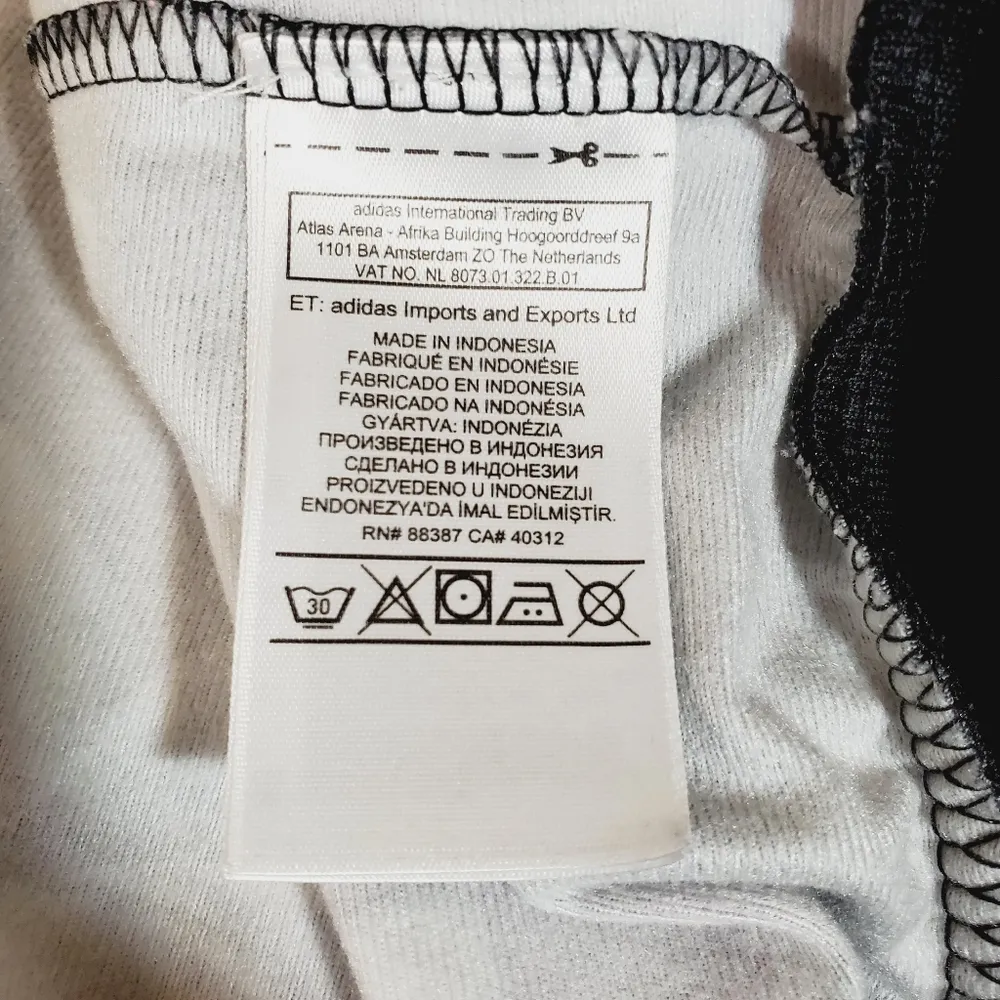 adidas International Trading BV
Atlas Arena - Afrika Building Hoogoorddreef 9a
1101 BA Amsterdam ZO The Netherlands
VAT NO. NL 8073.01.322.B.01
ET: adidas Imports and Exports Ltd
MADE IN INDONESIA
FABRIQUÉ EN INDONÉSIE
FABRICADO EN INDONESIA
FABRICADO NA INDONÉSIA
GYÁRTVA: INDONÉZIA
ПРОИЗВЕДЕНО В ИНДОНЕЗИЯ
СДЕЛАНО В ИНДОНЕЗИИ
PROIZVEDENO U INDONEZIJI
ENDONEZYA'DA İMAL EDİLMİŞTİR.
RN# 88387 CA# 40312
30